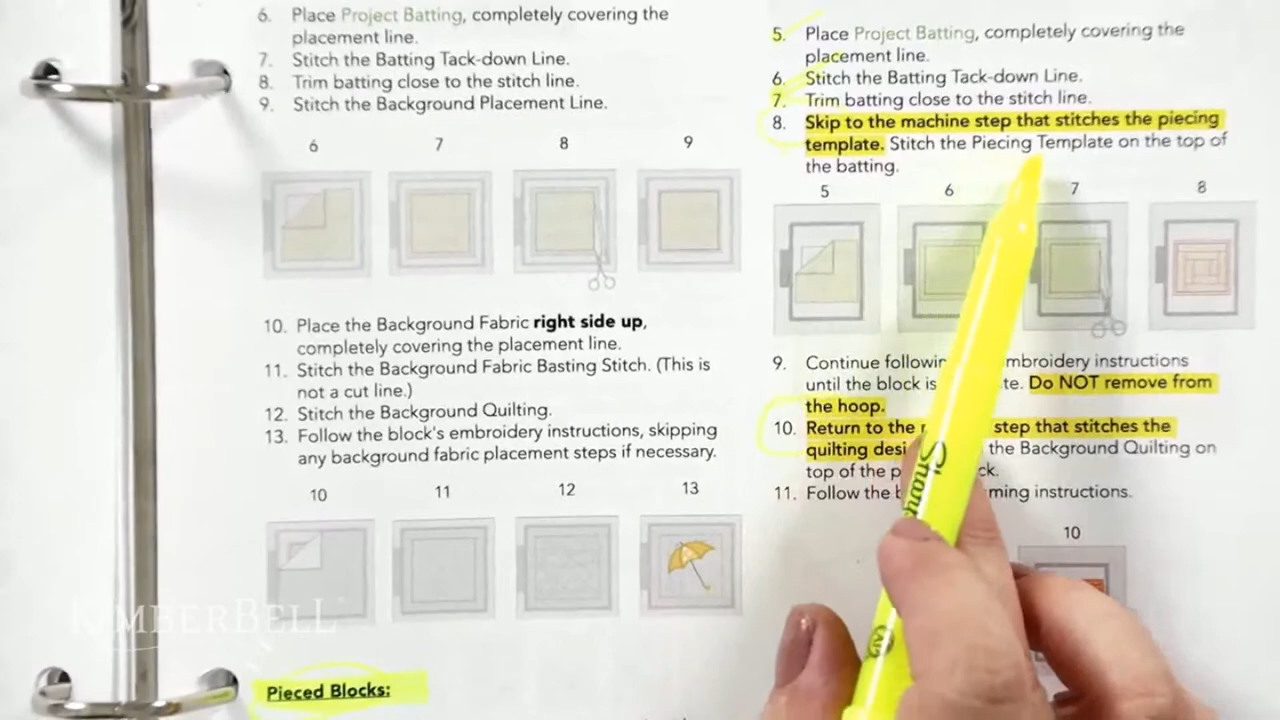 6. Place Project Batting, completely covering the
placement line.
7. Stitch the Batting Tack-down Line.
8. Trim batting close to the stitch line.
9. Stitch the Background Placement Line.
6 7 8 9
10. Place the Background Fabric right side up,
completely covering the placement line.
11. Stitch the Background Fabric Basting Stitch. (This is
not a cut line.)
12. Stitch the Background Quilting.
13. Follow the block's embroidery instructions, skipping
any background fabric placement steps if necessary.
10 11 12 13
KIMBERBELL
Pieced Blocks:
5. Place Project Batting, completely covering the
placement line.
6. Stitch the Batting Tack-down Line.
7. Trim batting close to the stitch line.
8. Skip to the machine step that stitches the piecing
template. Stitch the Piecing Template on the top of
the batting.
5 6 7 8
9. Continue embroidery instructions
until the block is Do NOT remove from
the hoop.
10. Return to the step that stitches the
quilting the Background Quilting on
top of the
11. Follow the instructions.
10
Sharpie